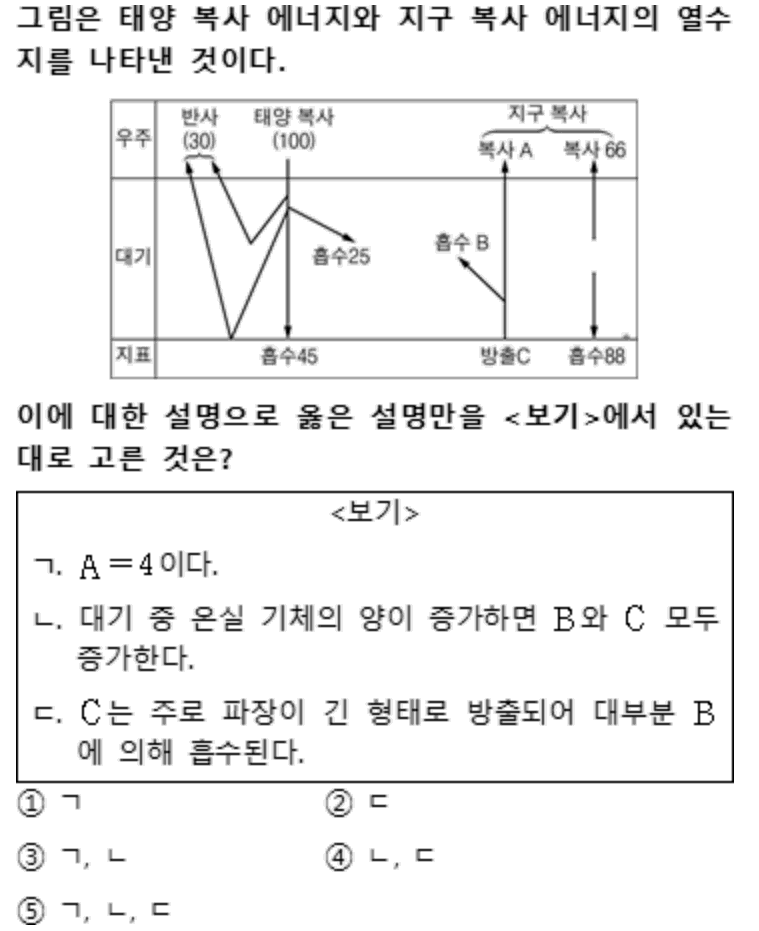 그림은 태양 복사 에너지와 지구 복사 에너지의 열수
지를 나타낸 것이다.
우주
반사
(30)
태양 복사
(100)
지구 복사
복사 A
복사 66
대기
흡수25
흡수 B
지표
흡수45
방출C
흡수88
이에 대한 설명으로 옳은 설명만을 <보기>에서 있는
대로 고른 것은?
<보기>
ㄱ. A=4이다.
ㄴ. 대기 중 온실 기체의 양이 증가하면 B와 C 모두
증가한다.
ㄷ. C는 주로 파장이 긴 형태로 방출되어 대부분 B
에 의해 흡수된다.
① ㄱ ② ㄷ
③ ㄱ, ㄴ ④ ㄴ, ㄷ
⑤ ㄱ, ㄴ, ㄷ